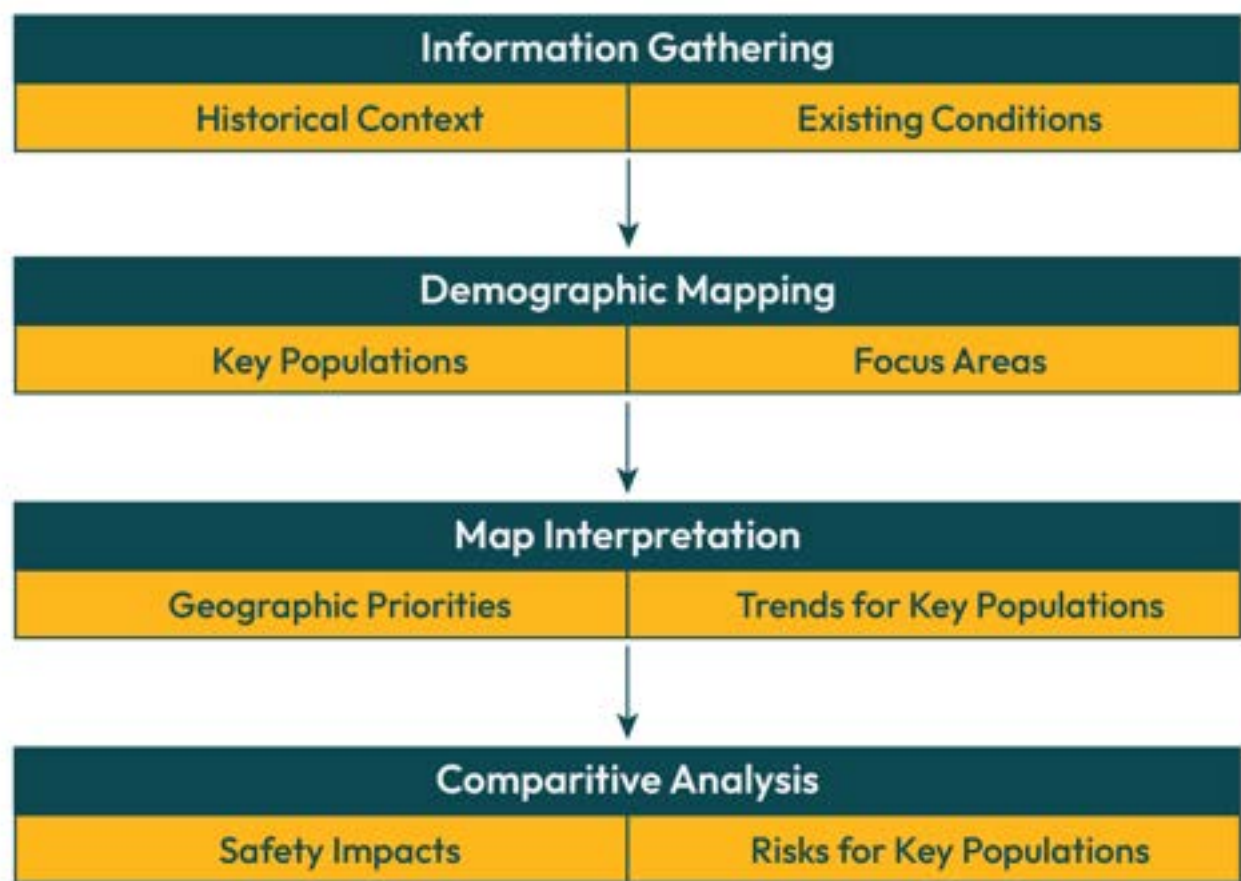 Information Gathering
Historical Context Existing Conditions
Demographic Mapping
Key Populations Focus Areas
Map Interpretation
Geographic Priorities Trends for Key Populations
Comparitive Analysis
Safety Impacts Risks for Key Populations